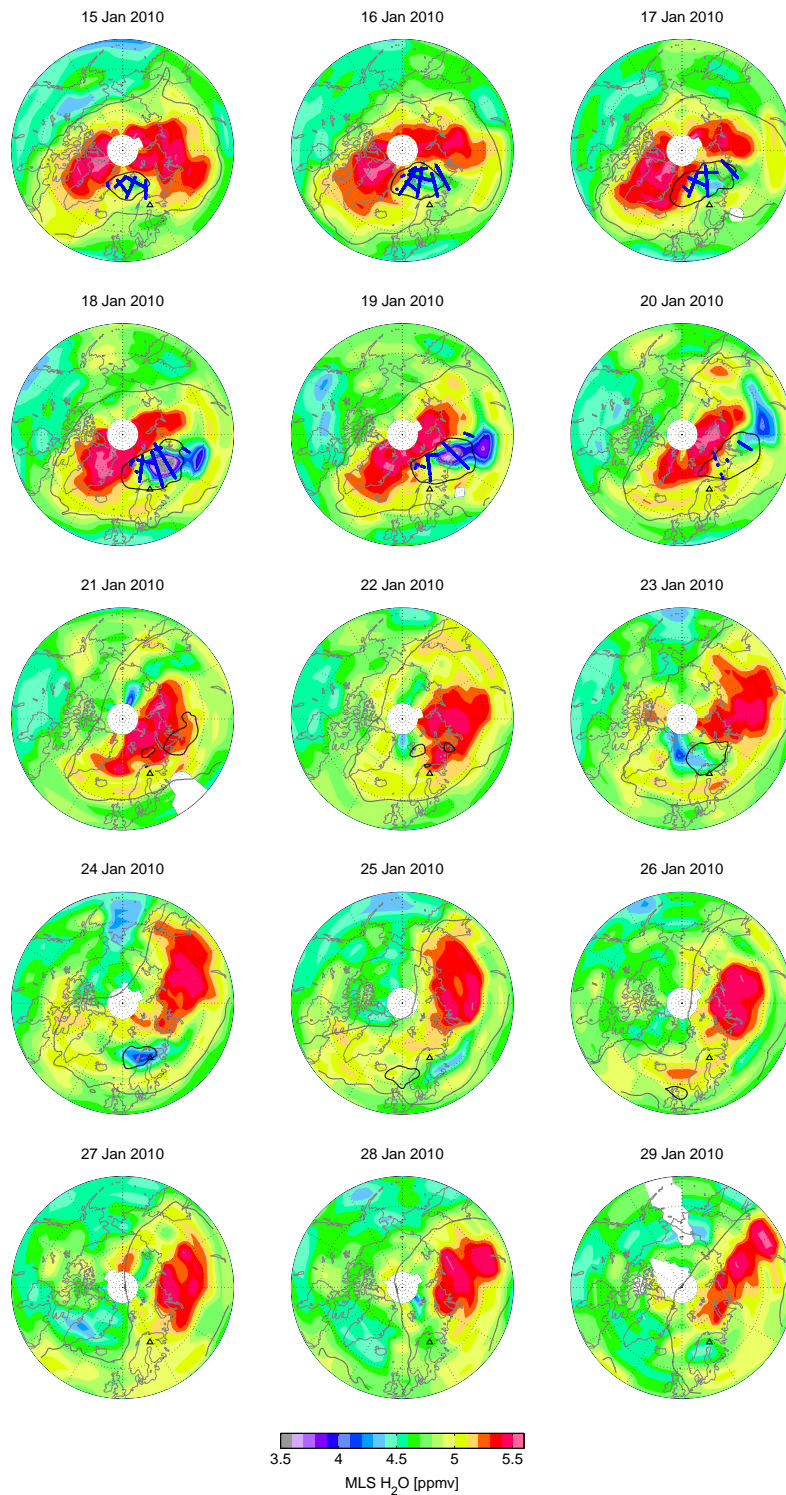 15 Jan 2010 16 Jan 2010 17 Jan 2010
18 Jan 2010 19 Jan 2010 20 Jan 2010
21 Jan 2010 22 Jan 2010 23 Jan 2010
24 Jan 2010 25 Jan 2010 26 Jan 2010
27 Jan 2010 28 Jan 2010 29 Jan 2010
3.5 4 4.5 5 5.5
MLS H₂O [ppmv]